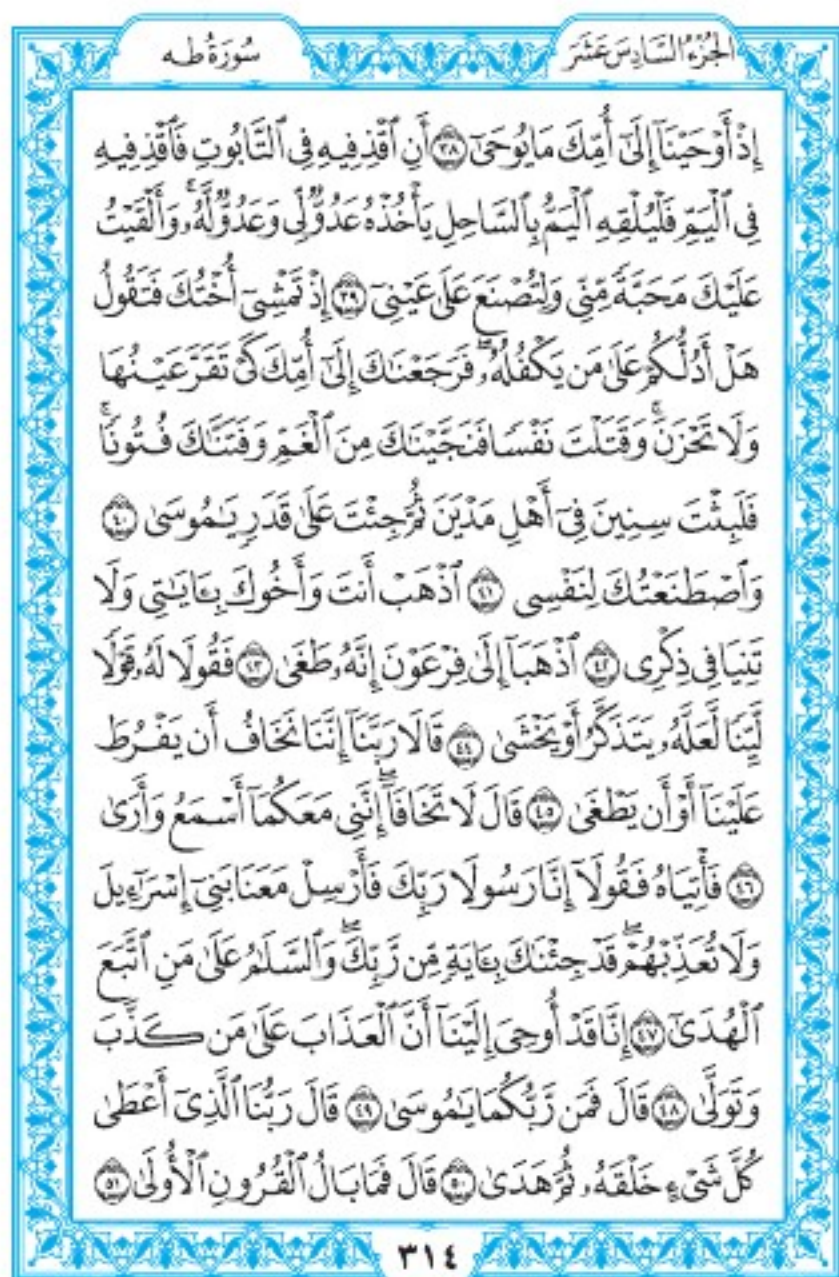 الجُزْءُ السَّادِسَ عَشَرَ
سُورَةُ طه
إِذْ أَوْحَيْنَآ إِلَىٰٓ أُمِّكَ مَا يُوحَىٰٓ ٣٨ أَنِ ٱقْذِفِيهِ فِى ٱلتَّابُوتِ فَٱقْذِفِيهِ
فِى ٱلْيَمِّ فَلْيُلْقِهِ ٱلْيَمُّ بِٱلسَّاحِلِ يَأْخُذْهُ عَدُوٌّ لِّى وَعَدُوٌّ لَّهُۥۚ وَأَلْقَيْتُ
عَلَيْكَ مَحَبَّةً مِّنِّى وَلِتُصْنَعَ عَلَىٰ عَيْنِىٓ ٣٩ إِذْ تَمْشِىٓ أُخْتُكَ فَتَقُولُ
هَلْ أَدُلُّكُمْ عَلَىٰ مَن يَكْفُلُهُۥۖ فَرَجَعْنَٰكَ إِلَىٰٓ أُمِّكَ كَىْ تَقَرَّ عَيْنُهَا
وَلَا تَحْزَنَۚ وَقَتَلْتَ نَفْسًا فَنَجَّيْنَٰكَ مِنَ ٱلْغَمِّ وَفَتَنَّٰكَ فُتُونًاۚ
فَلَبِثْتَ سِنِينَ فِىٓ أَهْلِ مَدْيَنَ ثُمَّ جِئْتَ عَلَىٰ قَدَرٍ يَٰمُوسَىٰ ٤٠
وَٱصْطَنَعْتُكَ لِنَفْسِى ٤١ ٱذْهَبْ أَنتَ وَأَخُوكَ بِـَٔايَٰتِى وَلَا
تَنِيَا فِى ذِكْرِى ٤٢ ٱذْهَبَآ إِلَىٰ فِرْعَوْنَ إِنَّهُۥ طَغَىٰ ٤٣ فَقُولَا لَهُۥ قَوْلًا
لَّيِّنًا لَّعَلَّهُۥ يَتَذَكَّرُ أَوْ يَخْشَىٰ ٤٤ قَالَا رَبَّنَآ إِنَّنَا نَخَافُ أَن يَفْرُطَ
عَلَيْنَآ أَوْ أَن يَطْغَىٰ ٤٥ قَالَ لَا تَخَافَآۖ إِنَّنِى مَعَكُمَآ أَسْمَعُ وَأَرَىٰ
٤٦ فَأْتِيَاهُ فَقُولَآ إِنَّا رَسُولَا رَبِّكَ فَأَرْسِلْ مَعَنَا بَنِىٓ إِسْرَٰٓءِيلَ
وَلَا تُعَذِّبْهُمْۖ قَدْ جِئْنَٰكَ بِـَٔايَةٍ مِّن رَّبِّكَۖ وَٱلسَّلَٰمُ عَلَىٰ مَنِ ٱتَّبَعَ
ٱلْهُدَىٰٓ ٤٧ إِنَّا قَدْ أُوحِىَ إِلَيْنَآ أَنَّ ٱلْعَذَابَ عَلَىٰ مَن كَذَّبَ
وَتَوَلَّىٰ ٤٨ قَالَ فَمَن رَّبُّكُمَا يَٰمُوسَىٰ ٤٩ قَالَ رَبُّنَا ٱلَّذِىٓ أَعْطَىٰ
كُلَّ شَىْءٍ خَلْقَهُۥ ثُمَّ هَدَىٰ ٥٠ قَالَ فَمَا بَالُ ٱلْقُرُونِ ٱلْأُولَىٰ ٥١
٣١٤